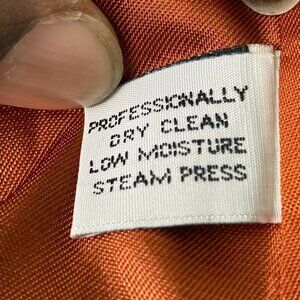 PROFESSIONALLY
DRY CLEAN
LOW MOISTURE
STEAM PRESS